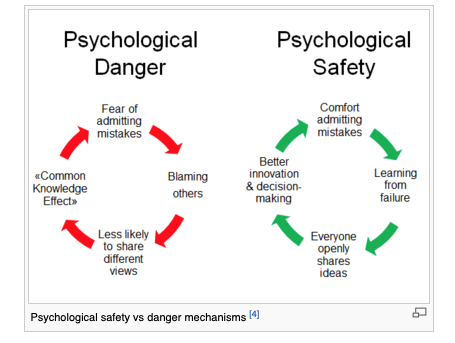 Psychological
Danger
Fear of
admitting
mistakes
Blaming
others
Less likely
to share
different
views
«Common
Knowledge
Effect»
Psychological
Safety
Comfort
admitting
mistakes
Learning
from
failure
Everyone
openly
shares
ideas
Better
innovation
& decision-
making
Psychological safety vs danger mechanisms [4]